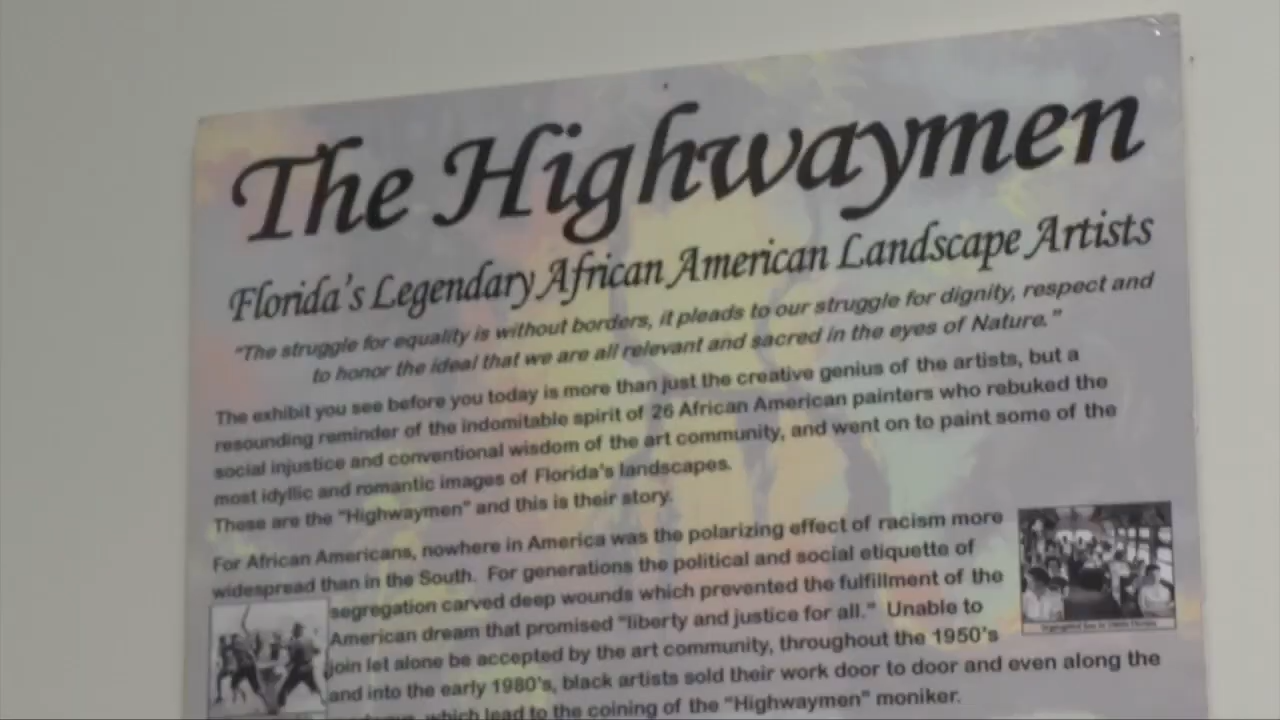 The Highwaymen
Florida's Legendary African American Landscape Artists
"The struggle for equality is without borders, it pleads to our struggle for dignity, respect and
to honor the ideal that we are all relevant and sacred in the eyes of Nature."
The exhibit you see before you today is more than just the creative genius of the artists, but a
resounding reminder of the indomitable spirit of 26 African American painters who rebuked the
social injustice and conventional wisdom of the art community, and went on to paint some of the
most idyllic and romantic images of Florida's landscapes.
These are the "Highwaymen" and this is their story.
For African Americans, nowhere in America was the polarizing effect of racism more
widespread than in the South. For generations the political and social etiquette of
segregation carved deep wounds which prevented the fulfillment of the
American dream that promised "liberty and justice for all." Unable to
join let alone be accepted by the art community, throughout the 1950's
and into the early 1980's, black artists sold their work door to door and even along the
which lead to the coining of the "Highwaymen" moniker.